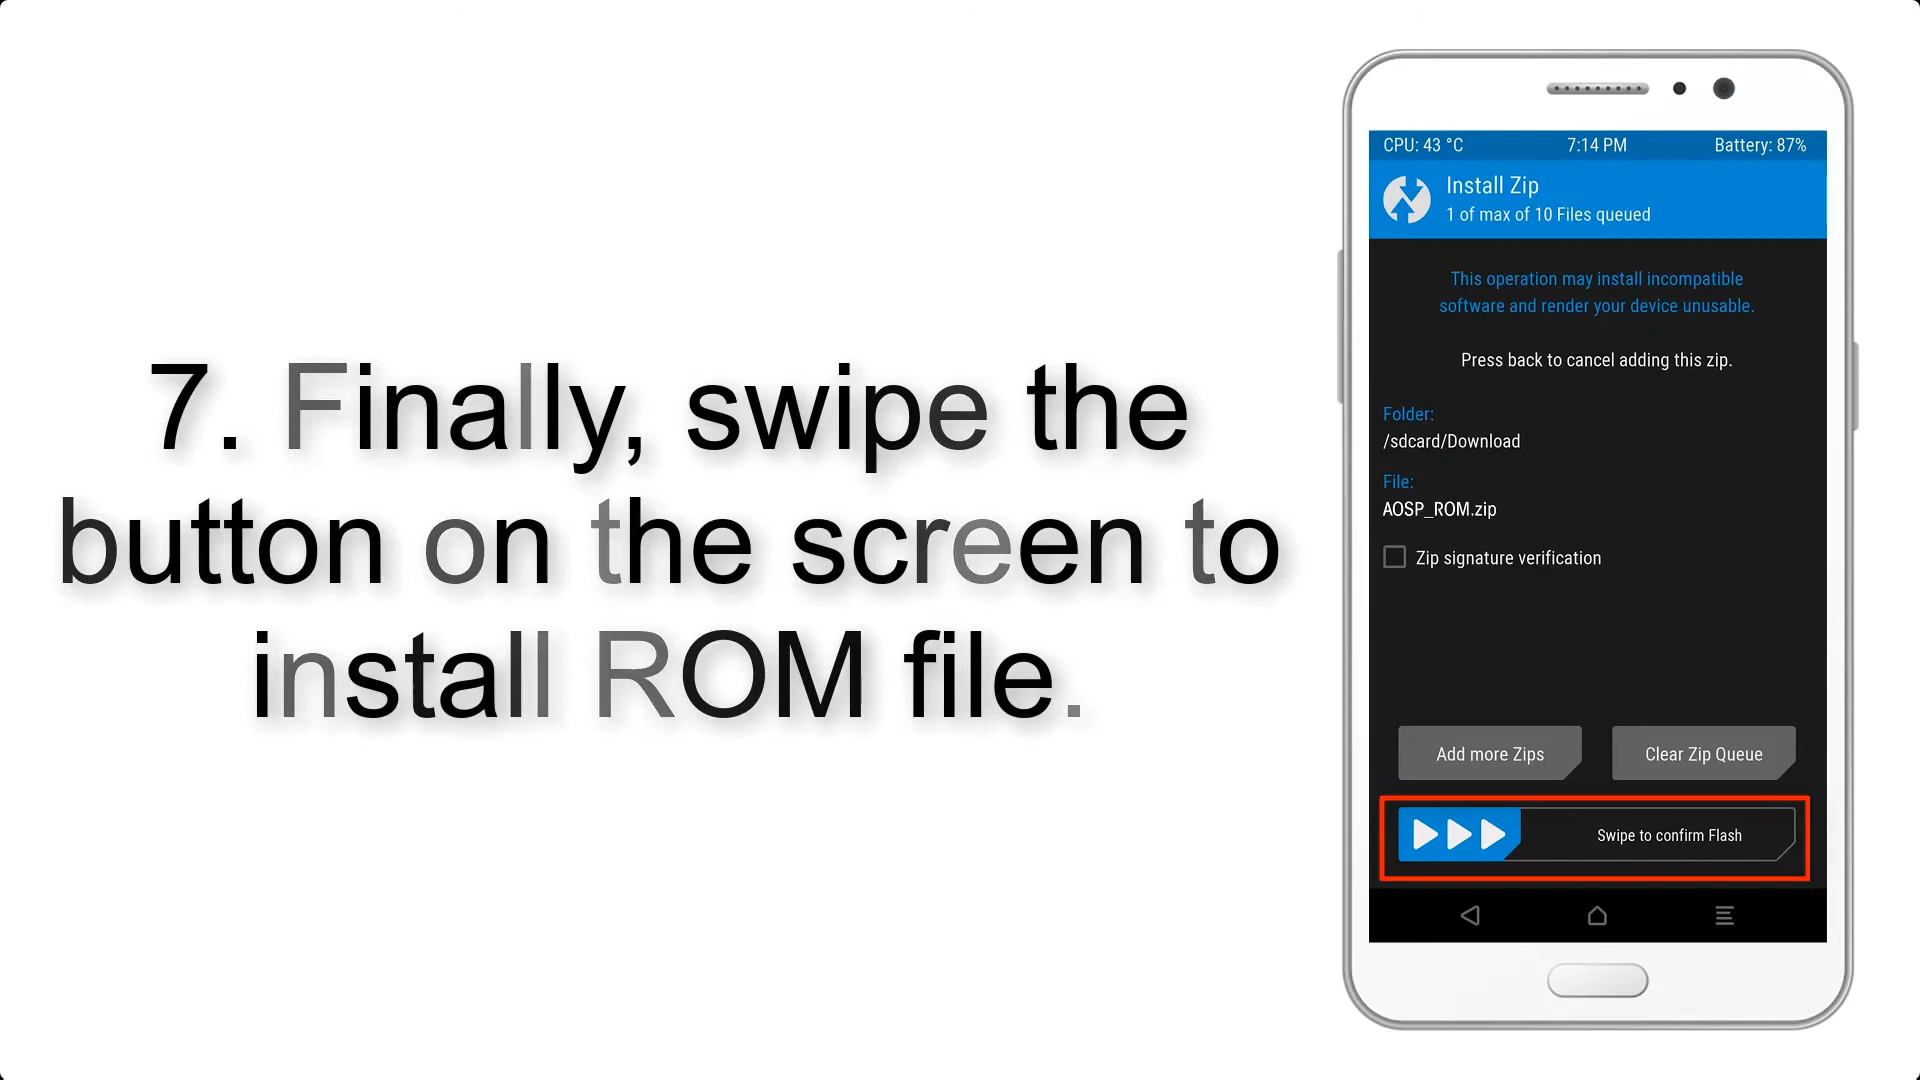 7. Finally, swipe the
button on the screen to
install ROM file.
CPU: 43 °C 7:14 PM Battery: 87%
Install Zip
1 of max of 10 Files queued
This operation may install incompatible
software and render your device unusable.
Press back to cancel adding this zip.
Folder:
/sdcard/Download
File:
AOSP_ROM.zip
Zip signature verification
Add more Zips Clear Zip Queue
Swipe to confirm Flash